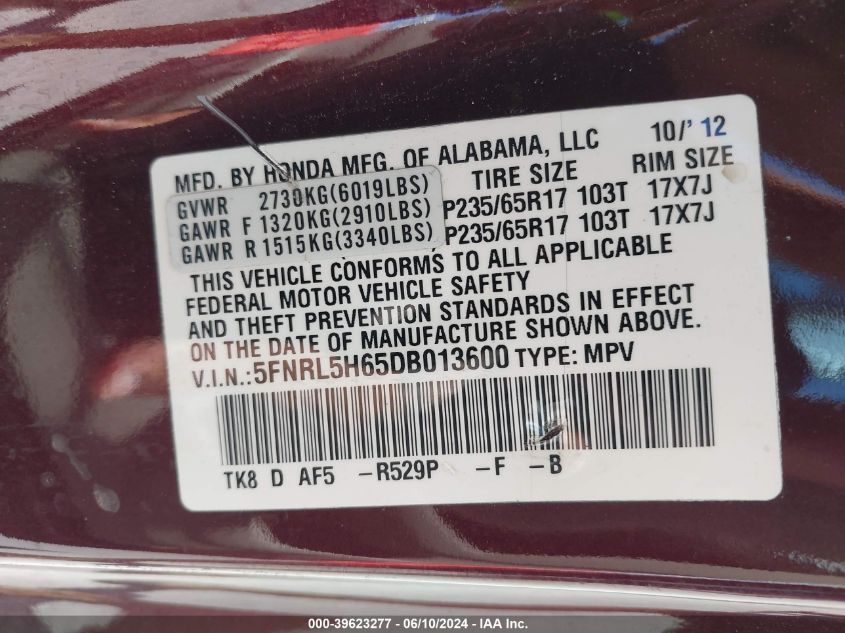 MFD. BY HONDA MFG. OF ALABAMA, LLC 10/'12
TIRE SIZE RIM SIZE
GVWR 2730KG(6019LBS)
GAWR F 1320KG(2910LBS) P235/65R17 103T 17X7J
GAWR R 1515KG(3340LBS) P235/65R17 103T 17X7J
THIS VEHICLE CONFORMS TO ALL APPLICABLE
FEDERAL MOTOR VEHICLE SAFETY
AND THEFT PREVENTION STANDARDS IN EFFECT
ON THE DATE OF MANUFACTURE SHOWN ABOVE.
V.I.N.:5FNRL5H65DB013600 TYPE: MPV
TK8 D AF5 -R529P -F -B
000-39623277 - 06/10/2024 - IAA Inc.